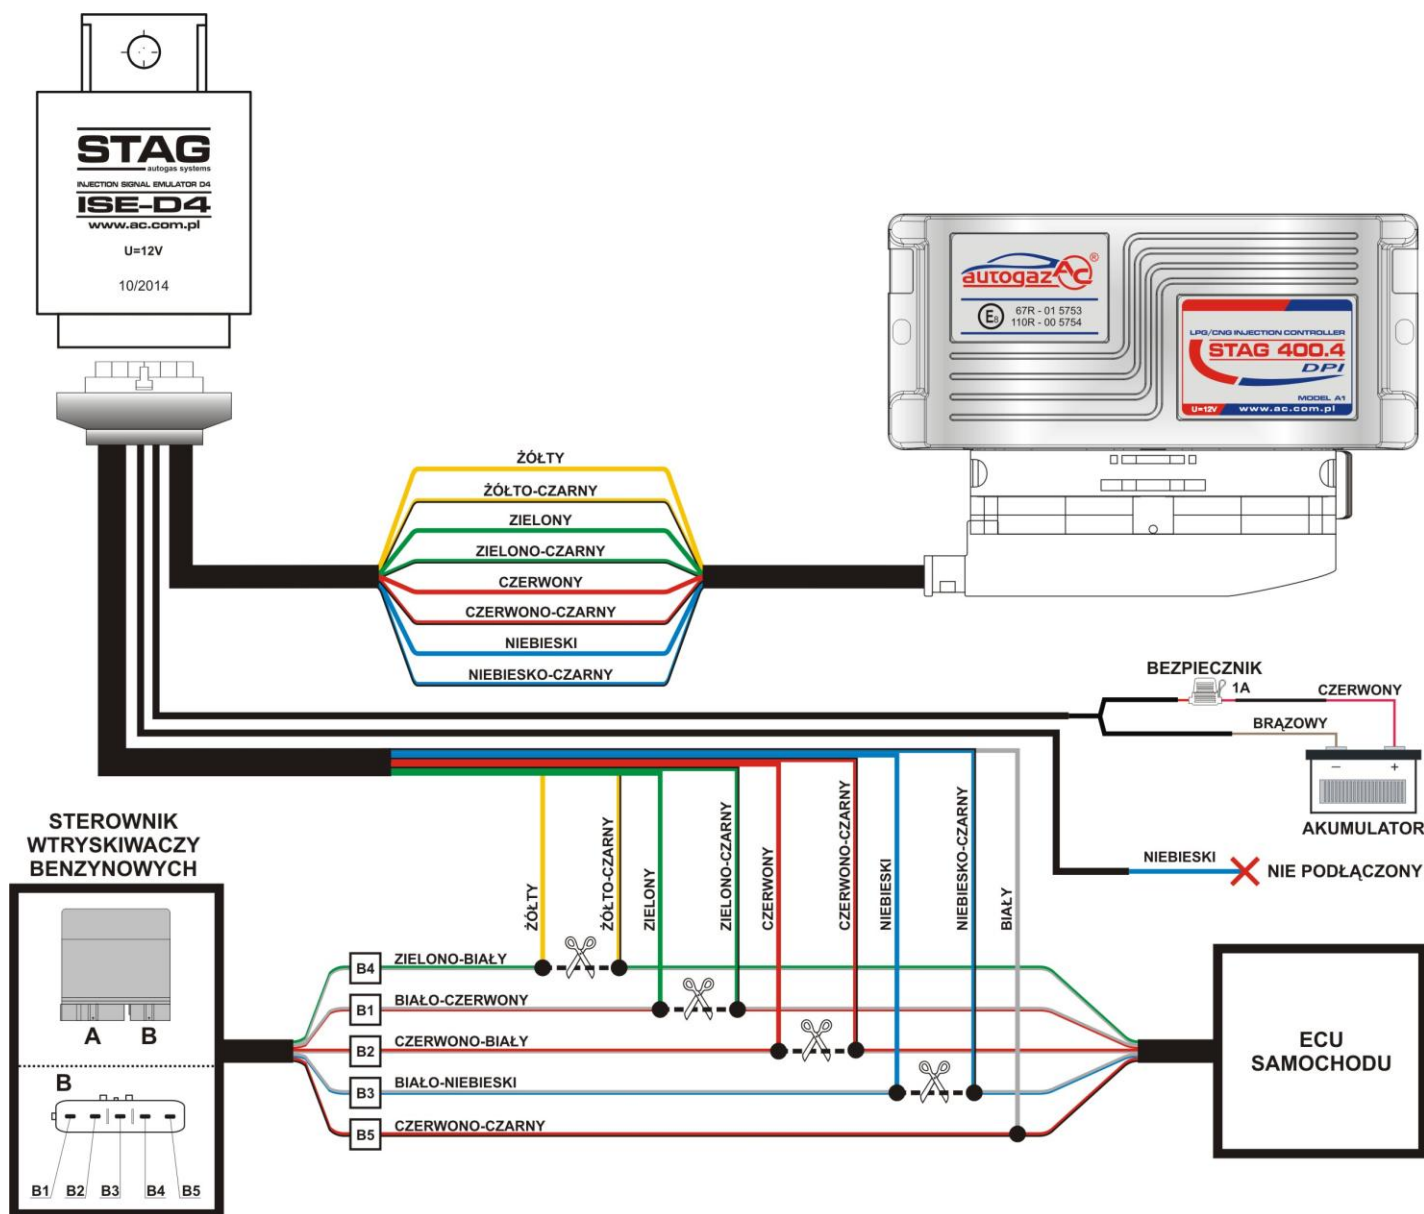 STAG
autogas systems
INJECTION SIGNAL EMULATOR D4
ISE-D4
www.ac.com.pl
U=12V
10/2014
autogaz AC ®
E8
67R - 01 5753
110R - 00 5754
LPG/CNG INJECTION CONTROLLER
STAG 400.4
DPI
MODEL A1
U=12V www.ac.com.pl
ŻÓŁTY
ŻÓŁTO-CZARNY
ZIELONY
ZIELONO-CZARNY
CZERWONY
CZERWONO-CZARNY
NIEBIESKI
NIEBIESKO-CZARNY
BEZPIECZNIK
1A
CZERWONY
BRĄZOWY
− +
AKUMULATOR
NIEBIESKI
NIE PODŁĄCZONY
STEROWNIK
WTRYSKIWACZY
BENZYNOWYCH
A B
B
B1 B2 B3 B4 B5
ŻÓŁTY
ŻÓŁTO-CZARNY
ZIELONY
ZIELONO-CZARNY
CZERWONY
CZERWONO-CZARNY
NIEBIESKI
NIEBIESKO-CZARNY
BIAŁY
B4 ZIELONO-BIAŁY
B1 BIAŁO-CZERWONY
B2 CZERWONO-BIAŁY
B3 BIAŁO-NIEBIESKI
B5 CZERWONO-CZARNY
ECU
SAMOCHODU